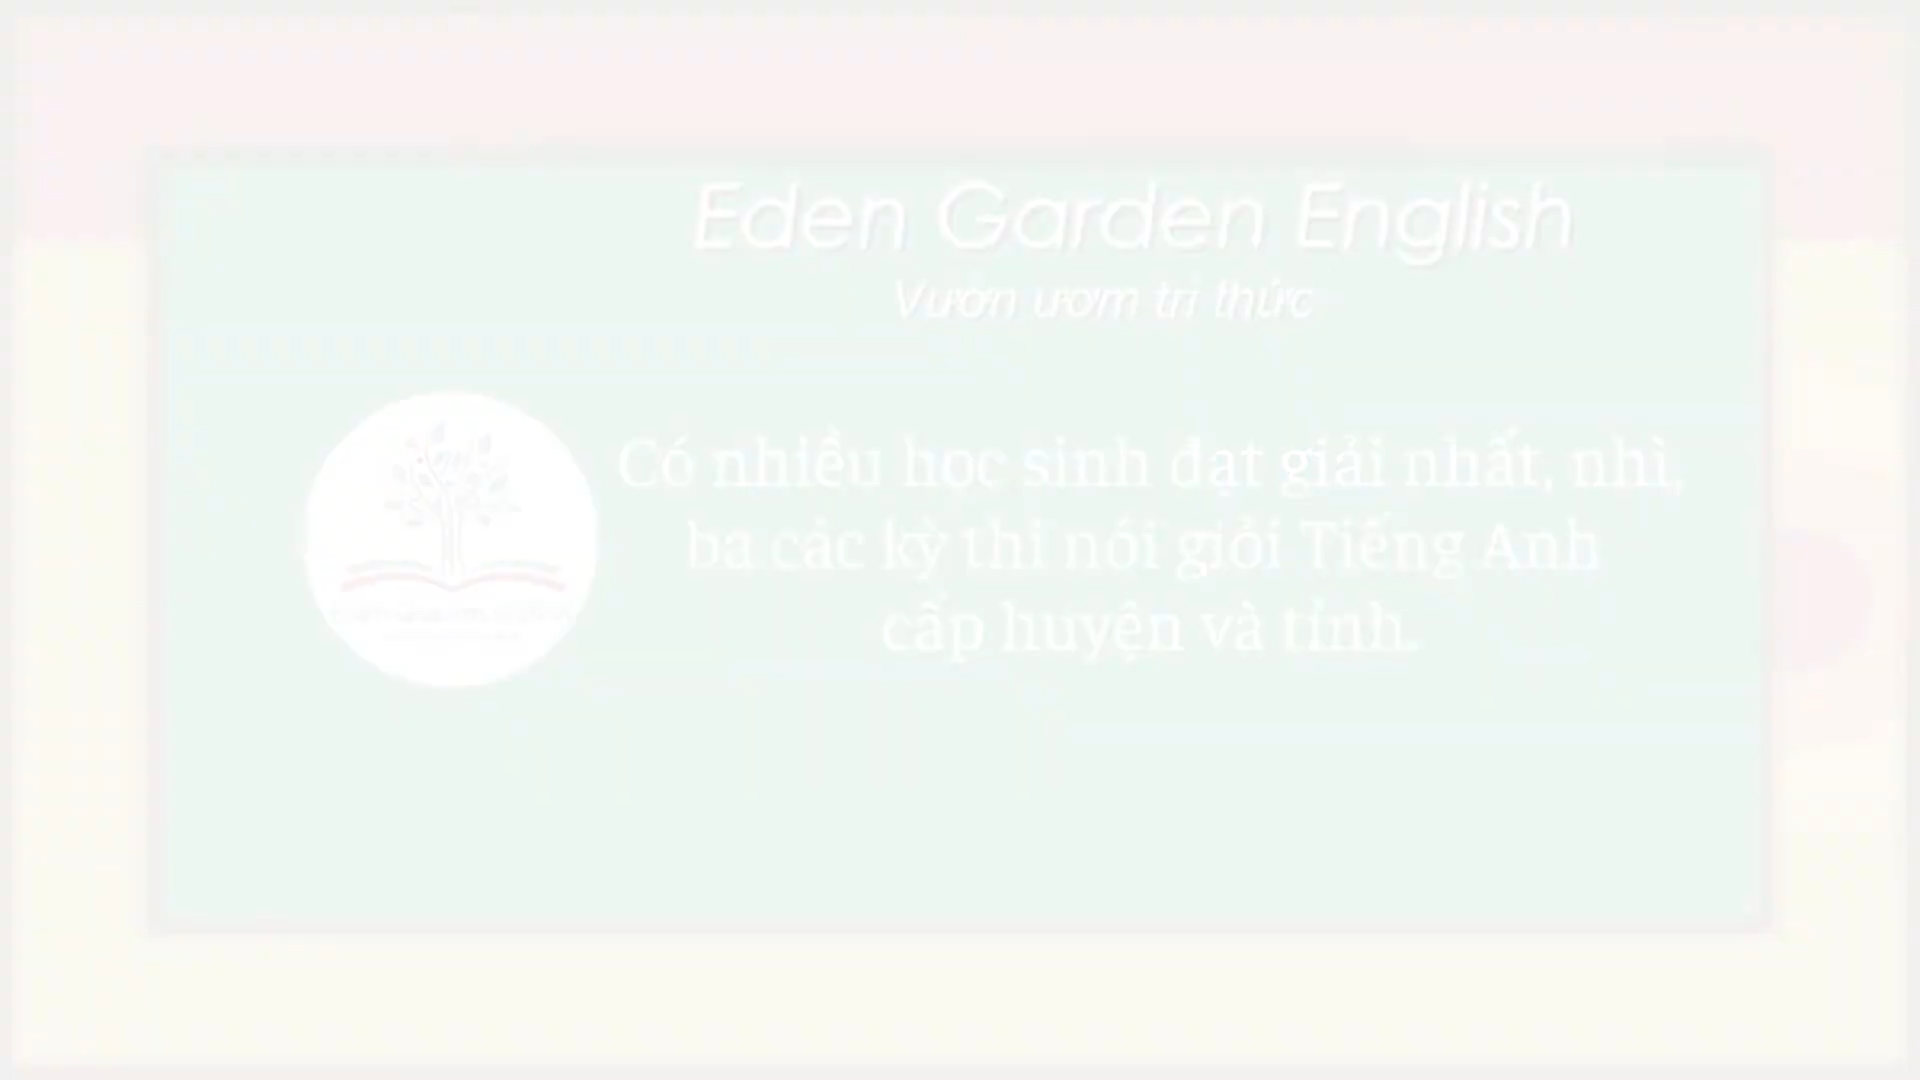 Eden Garden English
Vườn ươm tri thức
Có nhiều học sinh đạt giải nhất, nhì,
ba các kỳ thi nói giỏi Tiếng Anh
cấp huyện và tỉnh.